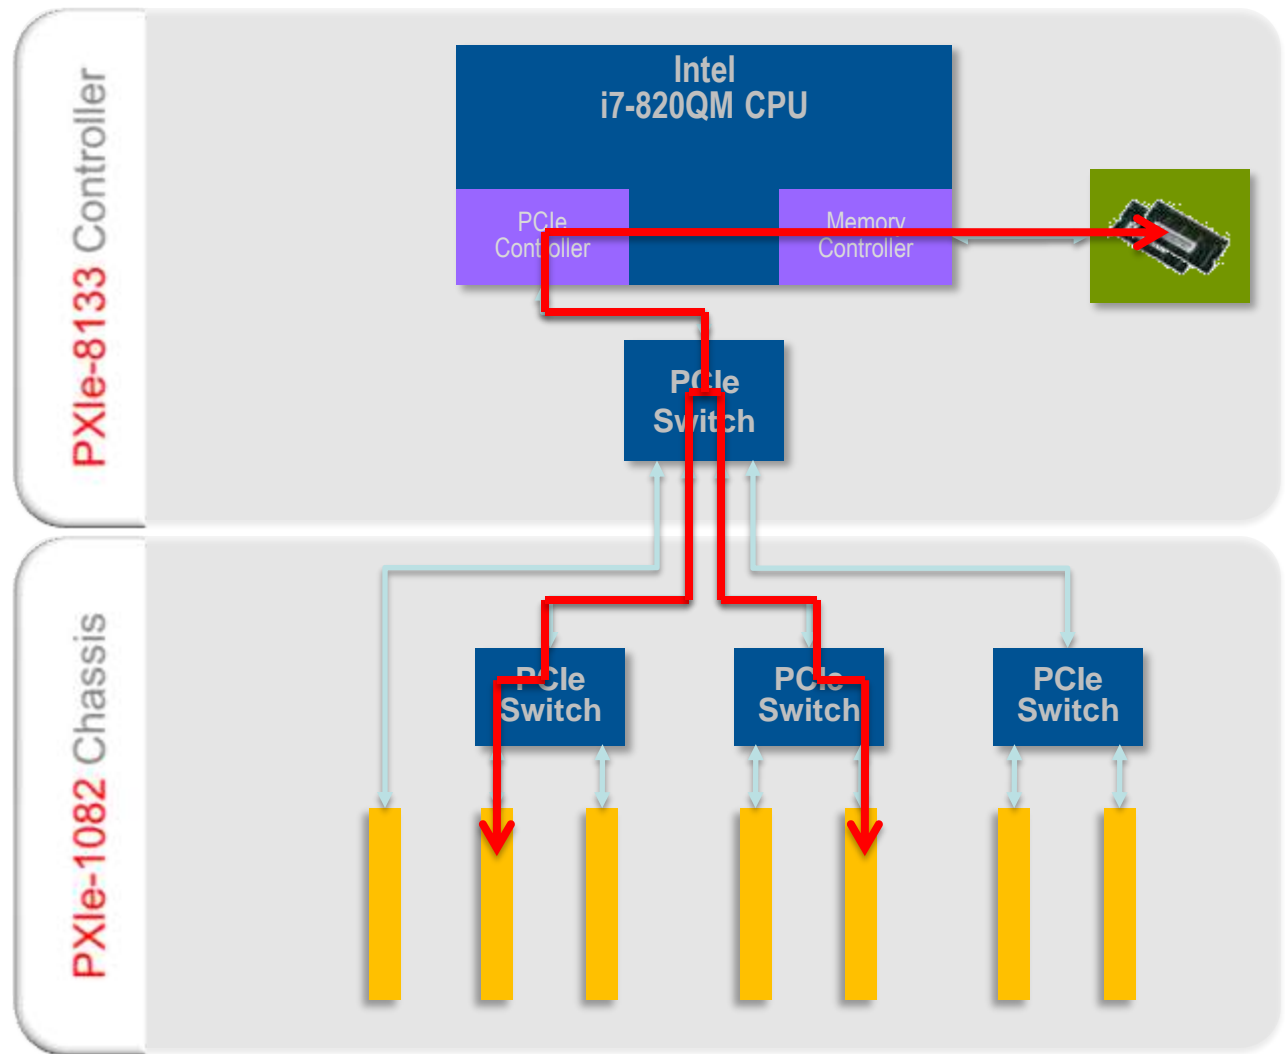 PXIe-8133 Controller
Intel
i7-820QM CPU
PCIe
Controller
Memory
Controller
PCIe
Switch
PXIe-1082 Chassis
PCIe
Switch
PCIe
Switch
PCIe
Switch